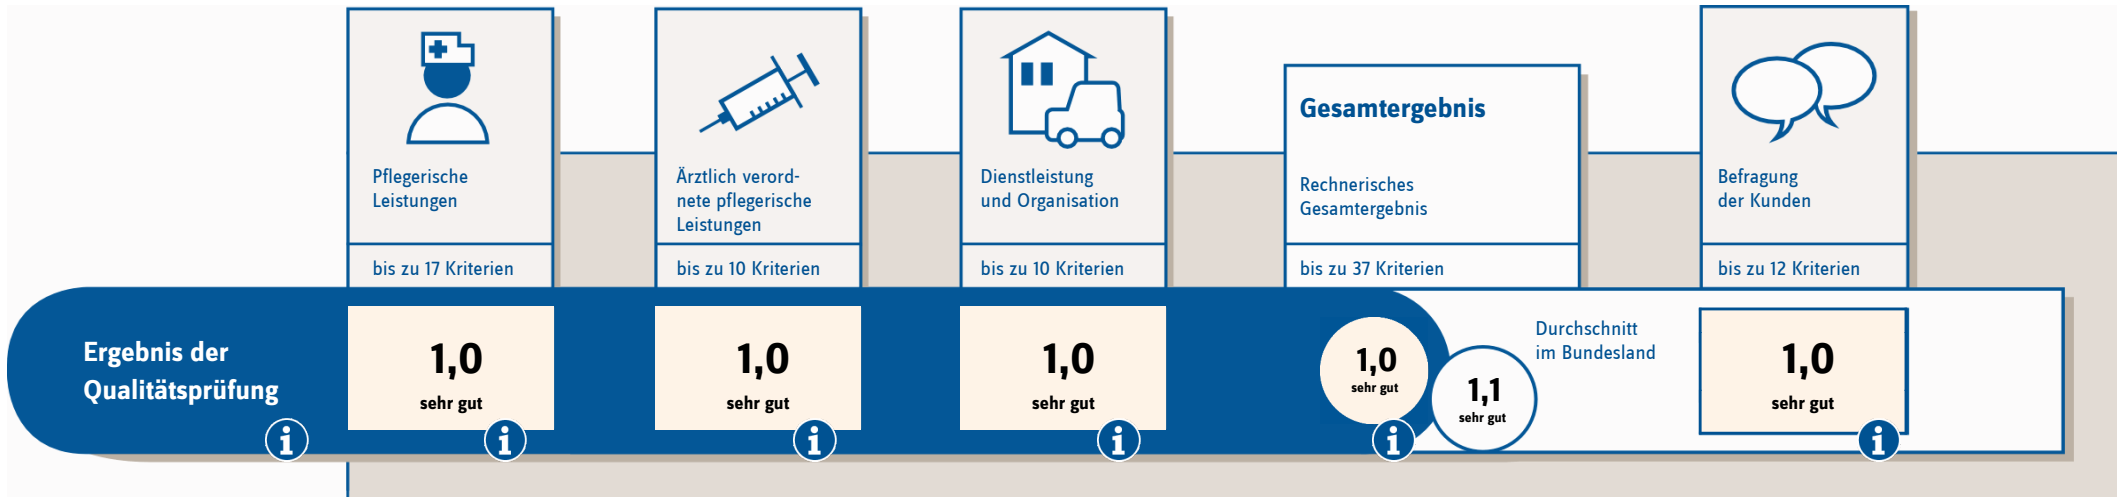 Pflegerische
Leistungen
bis zu 17 Kriterien
Ärztlich verord-
nete pflegerische
Leistungen
bis zu 10 Kriterien
Dienstleistung
und Organisation
bis zu 10 Kriterien
Gesamtergebnis
Rechnerisches
Gesamtergebnis
bis zu 37 Kriterien
Befragung
der Kunden
bis zu 12 Kriterien
Ergebnis der
Qualitätsprüfung
i
1,0
sehr gut
i
1,0
sehr gut
i
1,0
sehr gut
i
1,0
sehr gut
i
1,1
sehr gut
Durchschnitt
im Bundesland
1,0
sehr gut
i